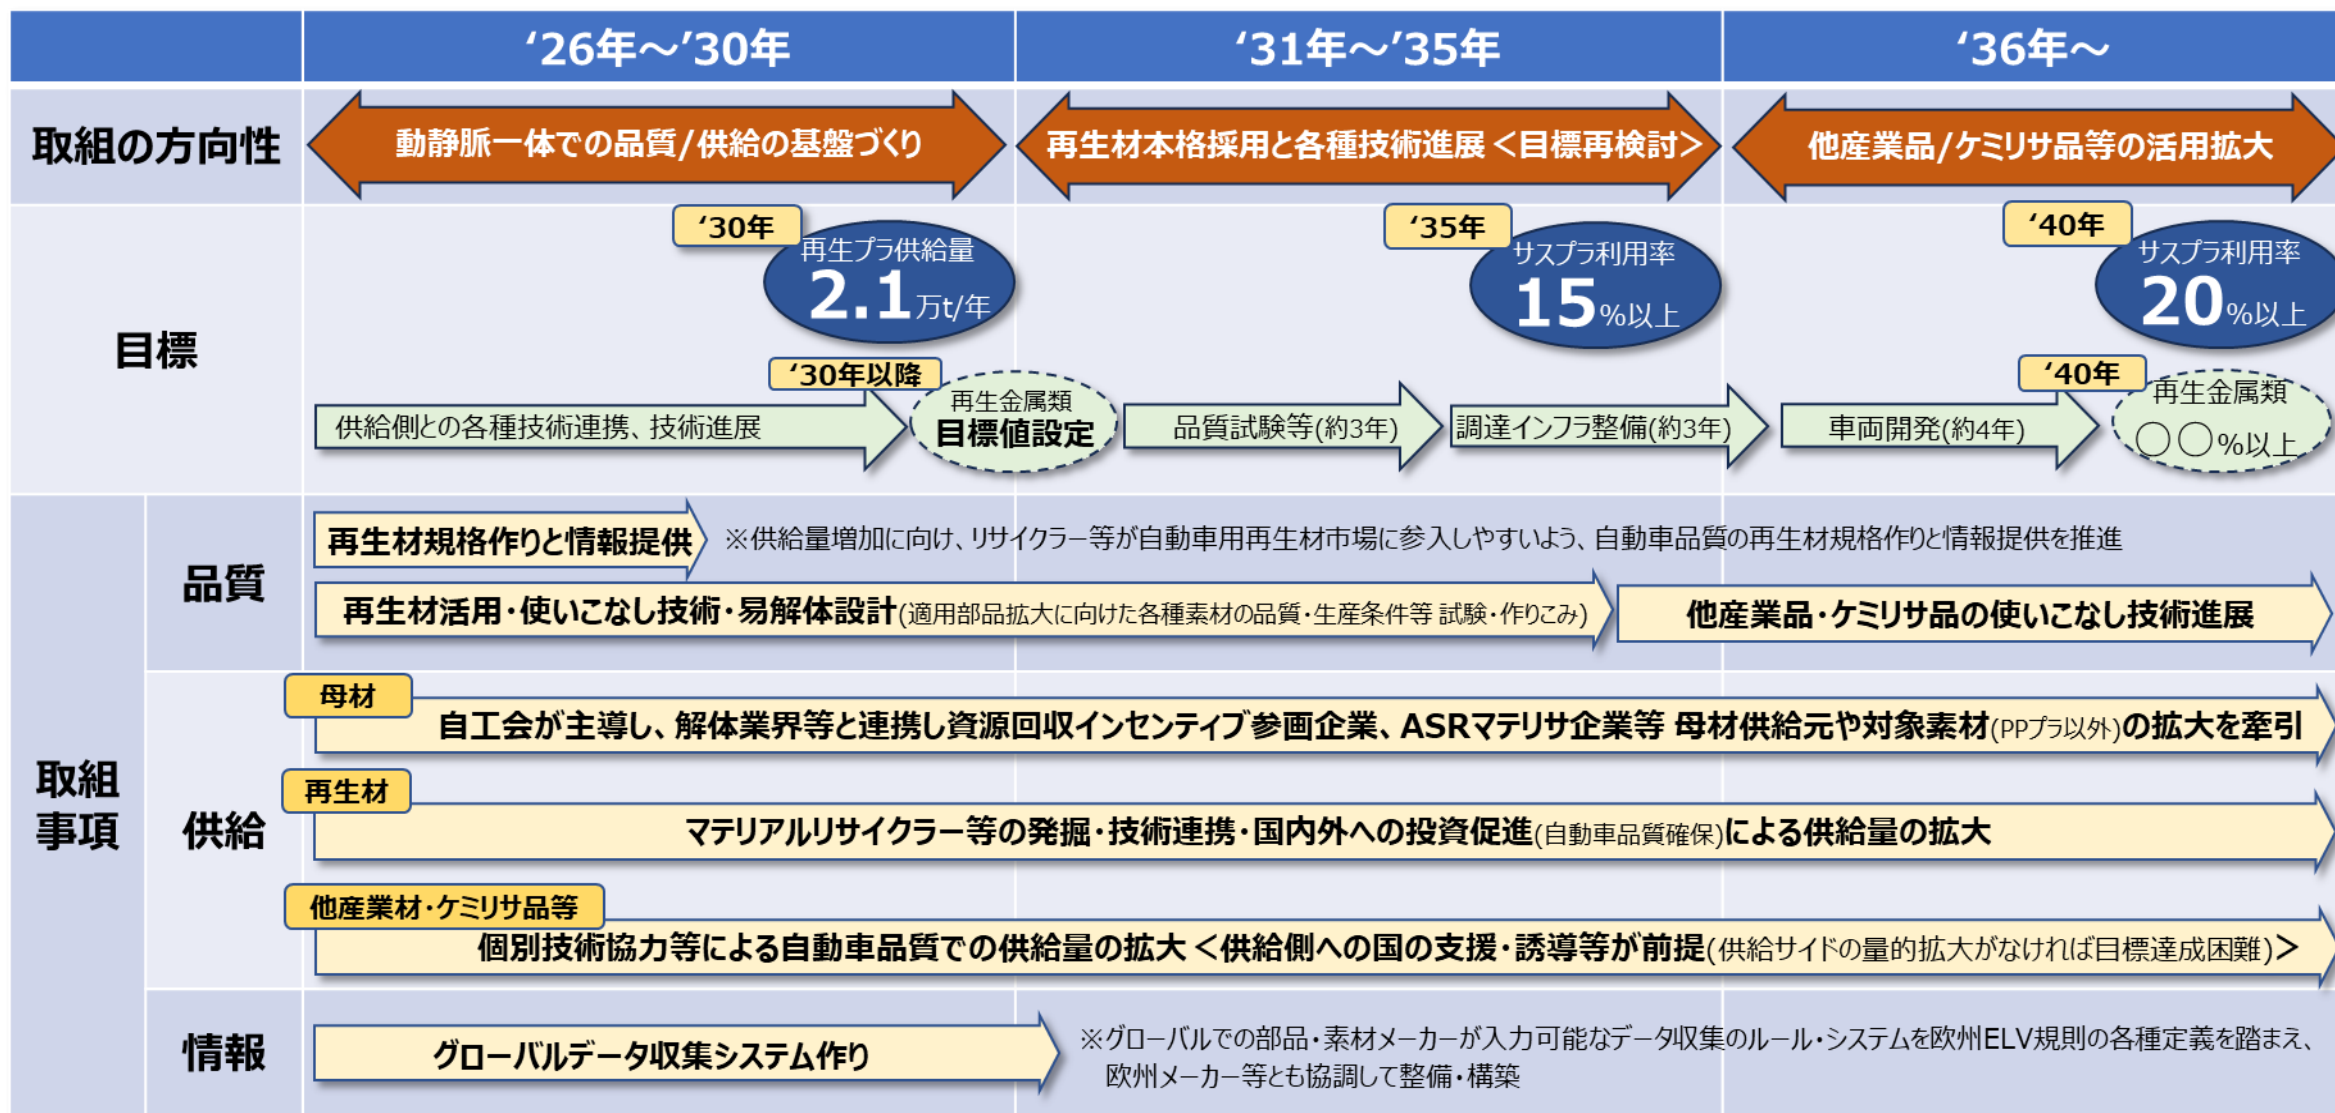 ‘26年～’30年
‘31年～’35年
‘36年～
取組の方向性
動静脈一体での品質/供給の基盤づくり
再生材本格採用と各種技術進展＜目標再検討＞
他産業品/ケミリサ品等の活用拡大
目標
‘30年
再生プラ供給量
2.1万t/年
‘35年
サスプラ利用率
15%以上
‘40年
サスプラ利用率
20%以上
供給側との各種技術連携、技術進展
‘30年以降
再生金属類
目標値設定
品質試験等(約3年)
調達インフラ整備(約3年)
車両開発(約4年)
‘40年
再生金属類
〇〇%以上
取組
事項
品質
再生材規格作りと情報提供
※供給量増加に向け、リサイクラー等が自動車用再生材市場に参入しやすいよう、自動車品質の再生材規格作りと情報提供を推進
再生材活用・使いこなし技術・易解体設計(適用部品拡大に向けた各種素材の品質・生産条件等 試験・作りこみ)
他産業品・ケミリサ品の使いこなし技術進展
供給
母材
自工会が主導し、解体業界等と連携し資源回収インセンティブ参画企業、ASRマテリサ企業等 母材供給元や対象素材(PPプラ以外)の拡大を牽引
再生材
マテリアルリサイクラー等の発掘・技術連携・国内外への投資促進(自動車品質確保)による供給量の拡大
他産業材・ケミリサ品等
個別技術協力等による自動車品質での供給量の拡大＜供給側への国の支援・誘導等が前提(供給サイドの量的拡大がなければ目標達成困難)＞
情報
グローバルデータ収集システム作り
※グローバルでの部品・素材メーカーが入力可能なデータ収集のルール・システムを欧州ELV規則の各種定義を踏まえ、
欧州メーカー等とも協調して整備・構築